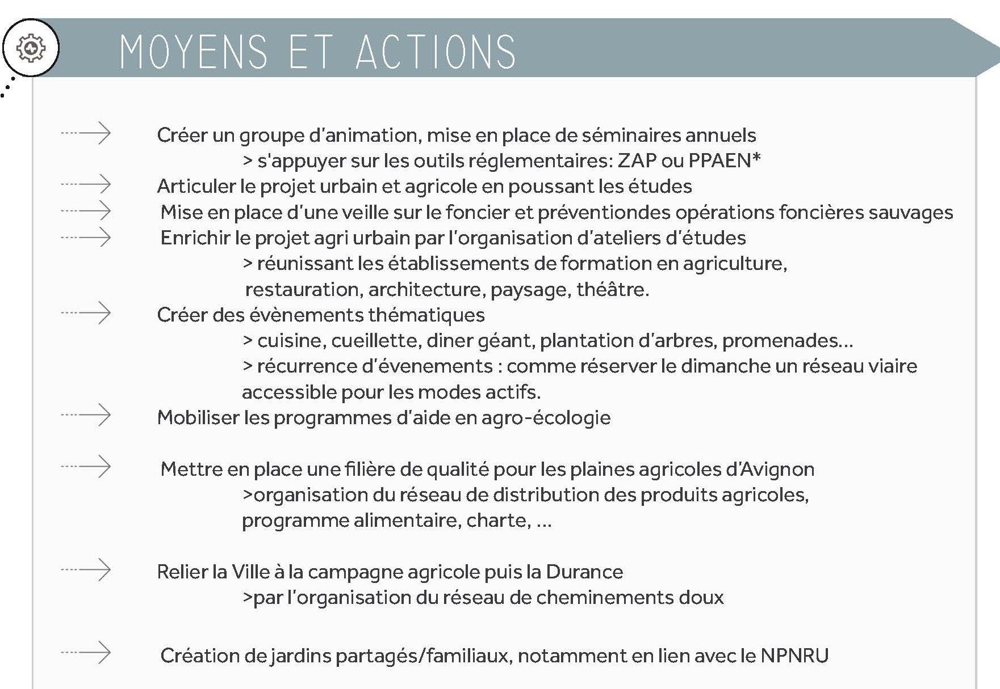 MOYENS ET ACTIONS
Créer un groupe d’animation, mise en place de séminaires annuels
> s'appuyer sur les outils réglementaires: ZAP ou PPAEN*
Articuler le projet urbain et agricole en poussant les études
Mise en place d’une veille sur le foncier et préventiondes opérations foncières sauvages
Enrichir le projet agri urbain par l’organisation d’ateliers d’études
> réunissant les établissements de formation en agriculture,
restauration, architecture, paysage, théâtre.
Créer des évènements thématiques
> cuisine, cueillette, diner géant, plantation d’arbres, promenades...
> récurrence d’évenements : comme réserver le dimanche un réseau viaire
accessible pour les modes actifs.
Mobiliser les programmes d’aide en agro-écologie
Mettre en place une filière de qualité pour les plaines agricoles d’Avignon
>organisation du réseau de distribution des produits agricoles,
programme alimentaire, charte, ...
Relier la Ville à la campagne agricole puis la Durance
>par l’organisation du réseau de cheminements doux
Création de jardins partagés/familiaux, notamment en lien avec le NPNRU